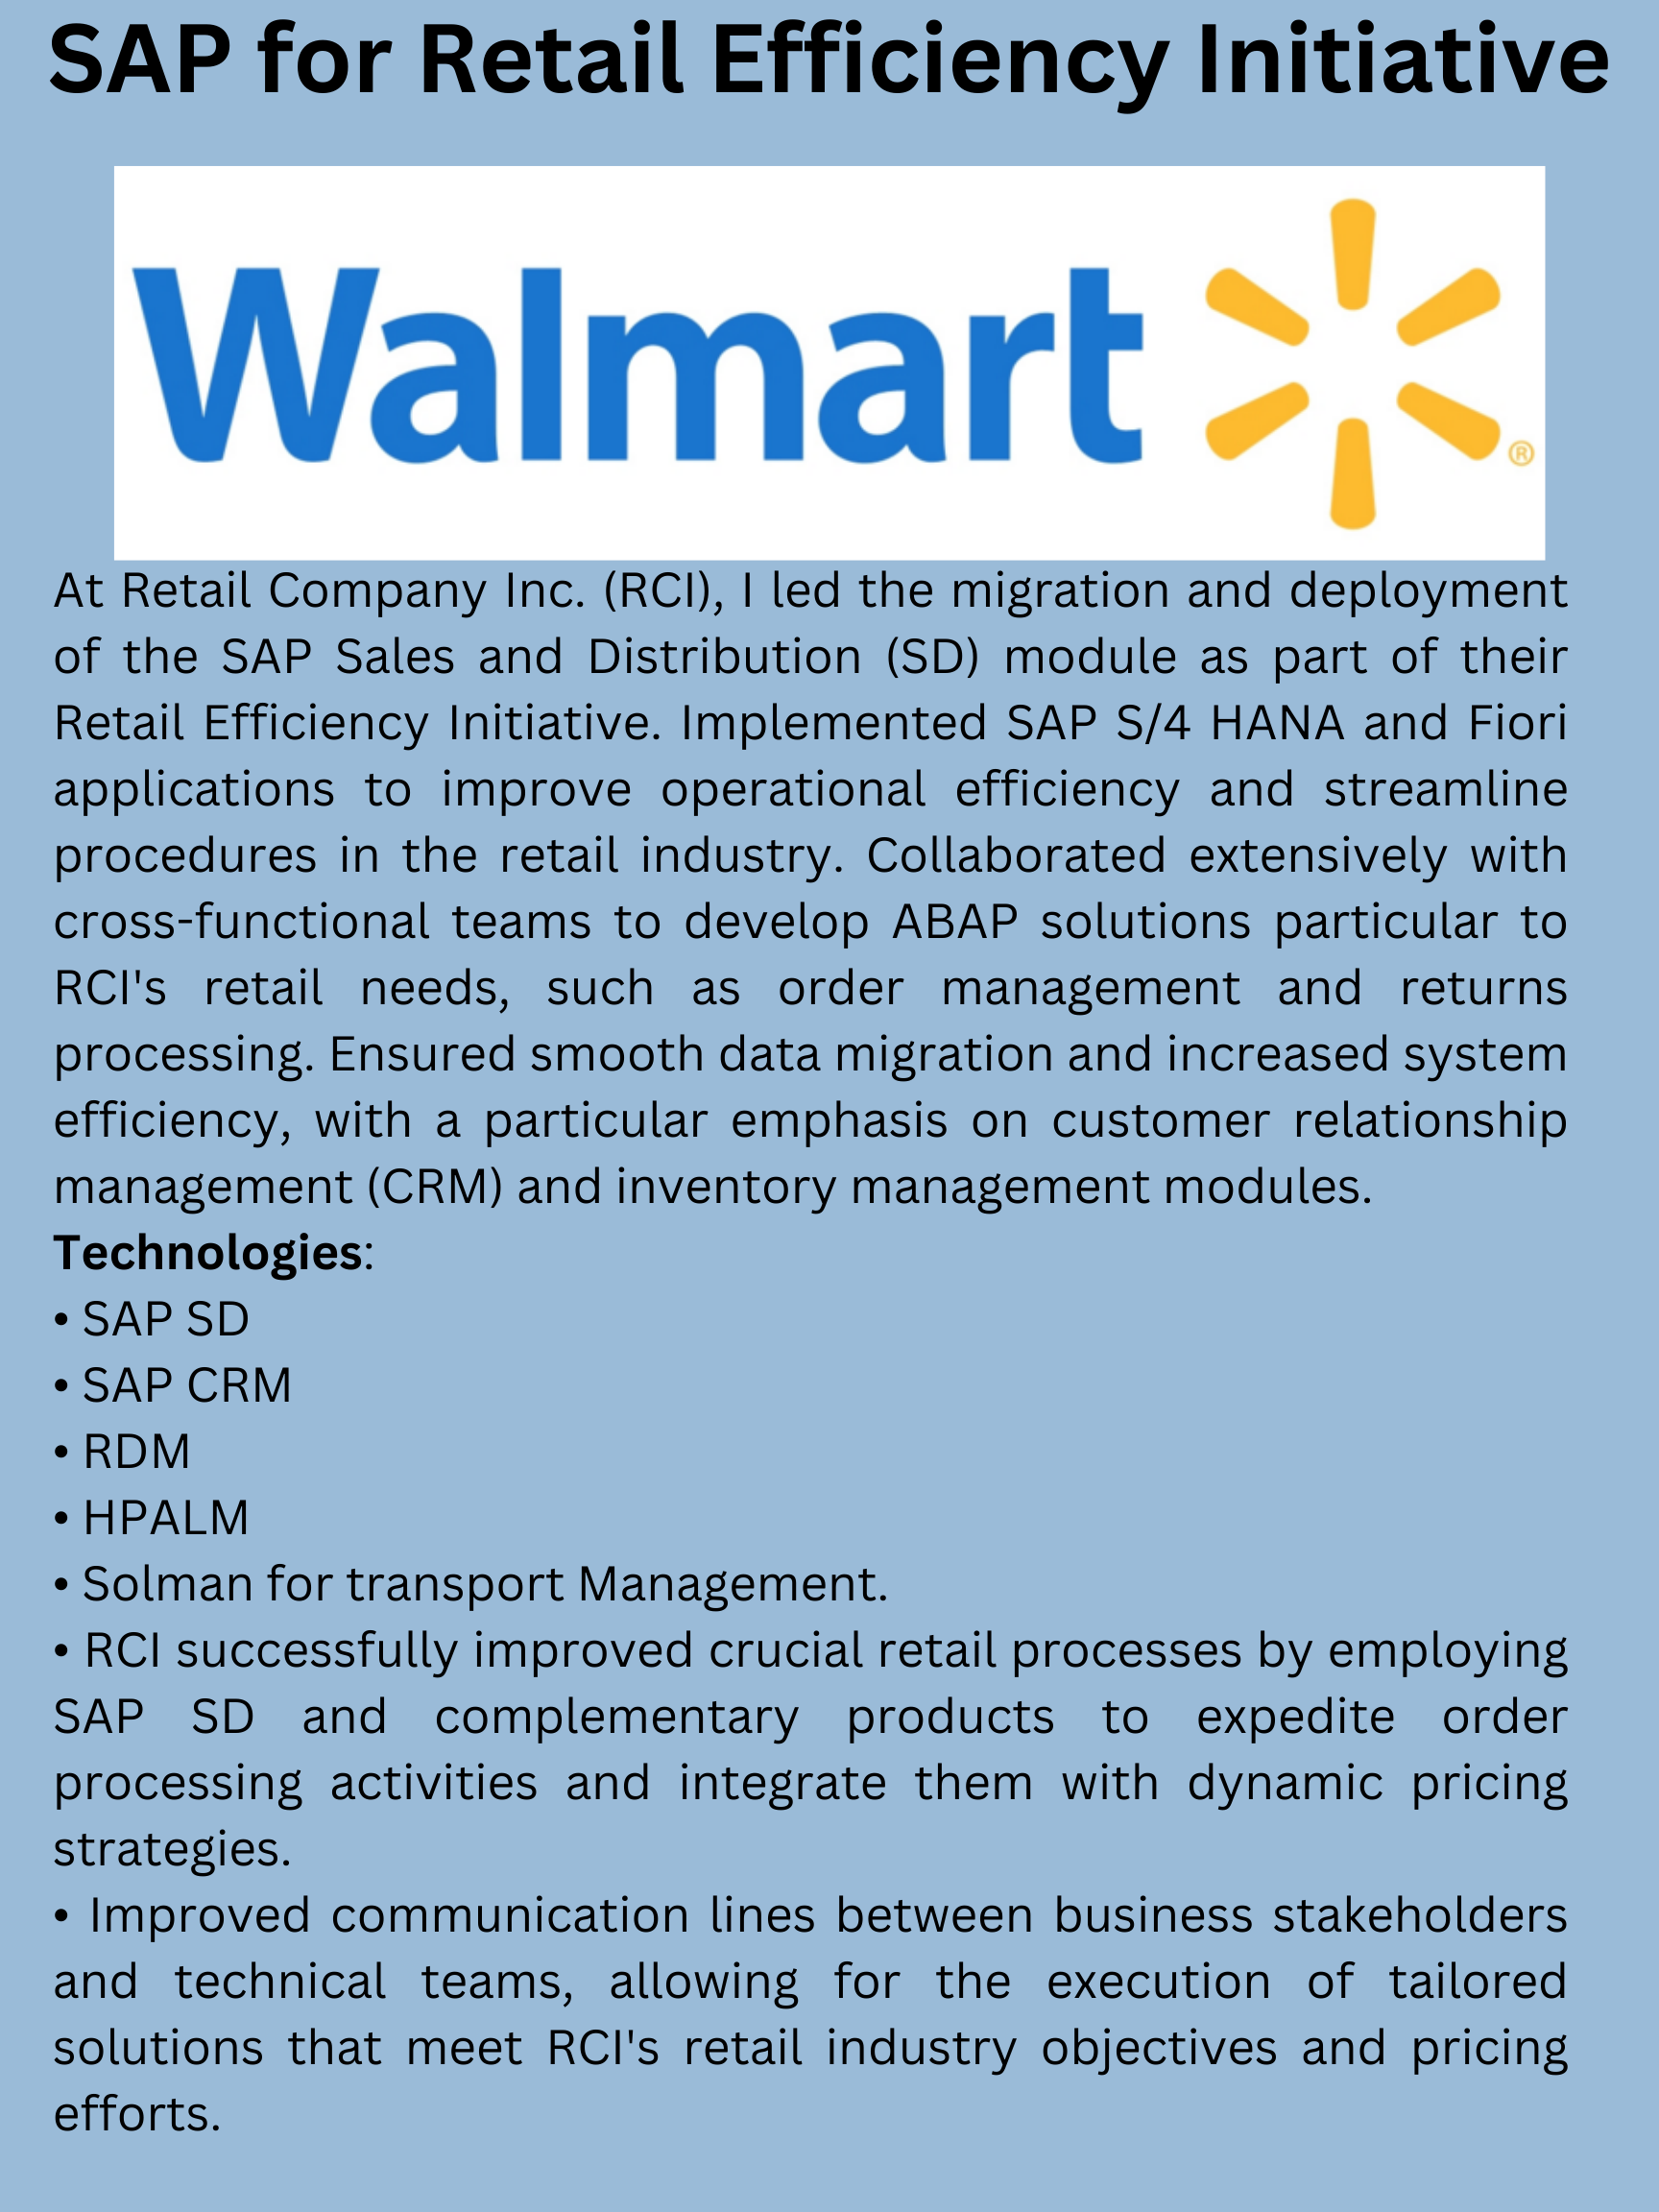 SAP for Retail Efficiency Initiative
Walmart
®
At Retail Company Inc. (RCI), I led the migration and deployment
of the SAP Sales and Distribution (SD) module as part of their
Retail Efficiency Initiative. Implemented SAP S/4 HANA and Fiori
applications to improve operational efficiency and streamline
procedures in the retail industry. Collaborated extensively with
cross-functional teams to develop ABAP solutions particular to
RCI's retail needs, such as order management and returns
processing. Ensured smooth data migration and increased system
efficiency, with a particular emphasis on customer relationship
management (CRM) and inventory management modules.
Technologies:
• SAP SD
• SAP CRM
• RDM
• HPALM
• Solman for transport Management.
• RCI successfully improved crucial retail processes by employing
SAP SD and complementary products to expedite order
processing activities and integrate them with dynamic pricing
strategies.
• Improved communication lines between business stakeholders
and technical teams, allowing for the execution of tailored
solutions that meet RCI's retail industry objectives and pricing
efforts.